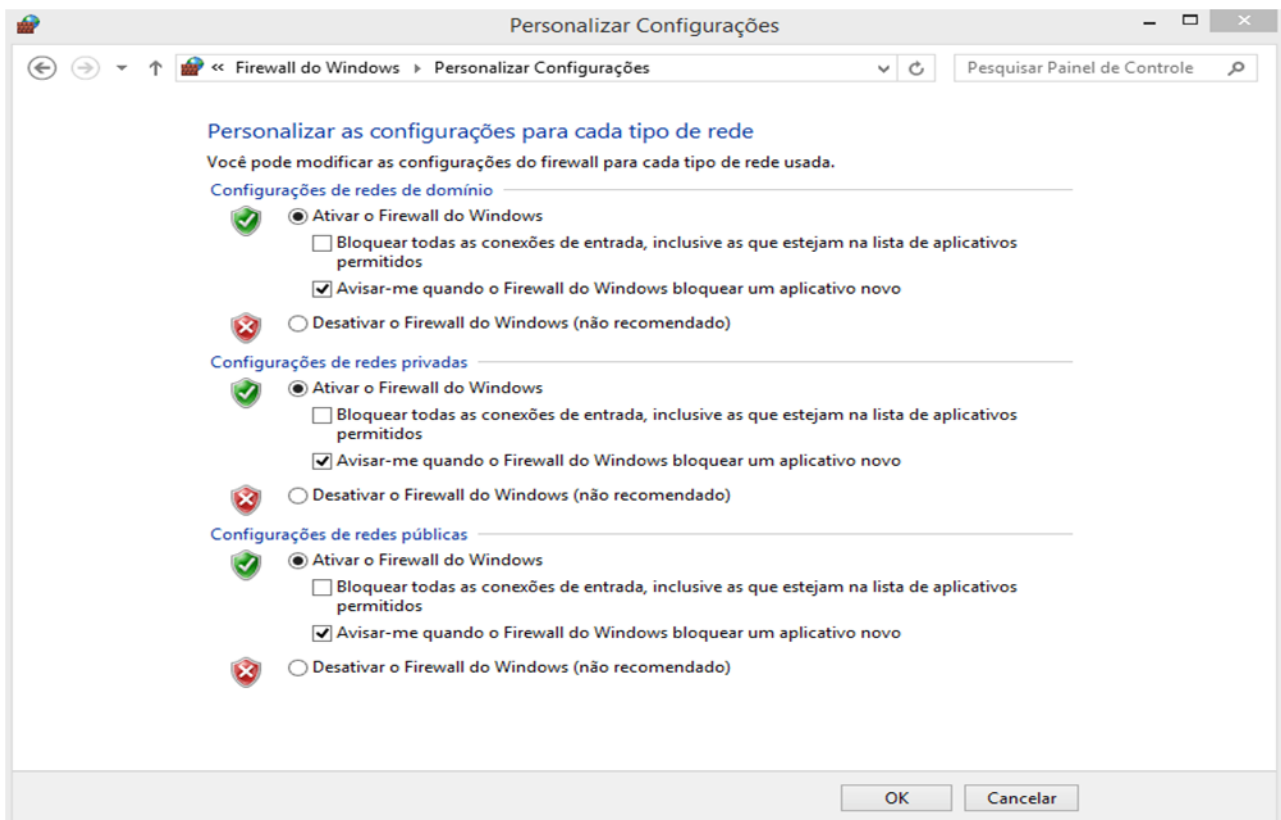 Personalizar Configurações
« Firewall do Windows Personalizar Configurações Pesquisar Painel de Controle
Personalizar as configurações para cada tipo de rede
Você pode modificar as configurações do firewall para cada tipo de rede usada.
Configurações de redes de domínio
Ativar o Firewall do Windows
Bloquear todas as conexões de entrada, inclusive as que estejam na lista de aplicativos
permitidos
Avisar-me quando o Firewall do Windows bloquear um aplicativo novo
Desativar o Firewall do Windows (não recomendado)
Configurações de redes privadas
Ativar o Firewall do Windows
Bloquear todas as conexões de entrada, inclusive as que estejam na lista de aplicativos
permitidos
Avisar-me quando o Firewall do Windows bloquear um aplicativo novo
Desativar o Firewall do Windows (não recomendado)
Configurações de redes públicas
Ativar o Firewall do Windows
Bloquear todas as conexões de entrada, inclusive as que estejam na lista de aplicativos
permitidos
Avisar-me quando o Firewall do Windows bloquear um aplicativo novo
Desativar o Firewall do Windows (não recomendado)
OK Cancelar